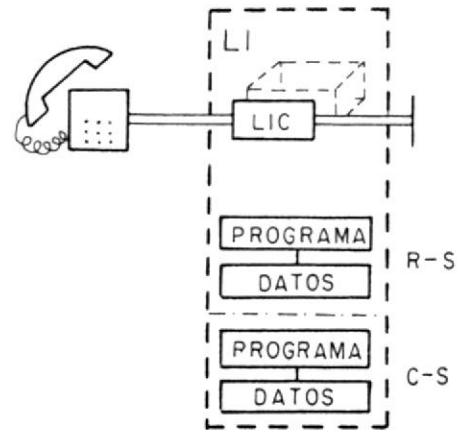 LI
LIC
PROGRAMA
DATOS
R-S
PROGRAMA
DATOS
C-S